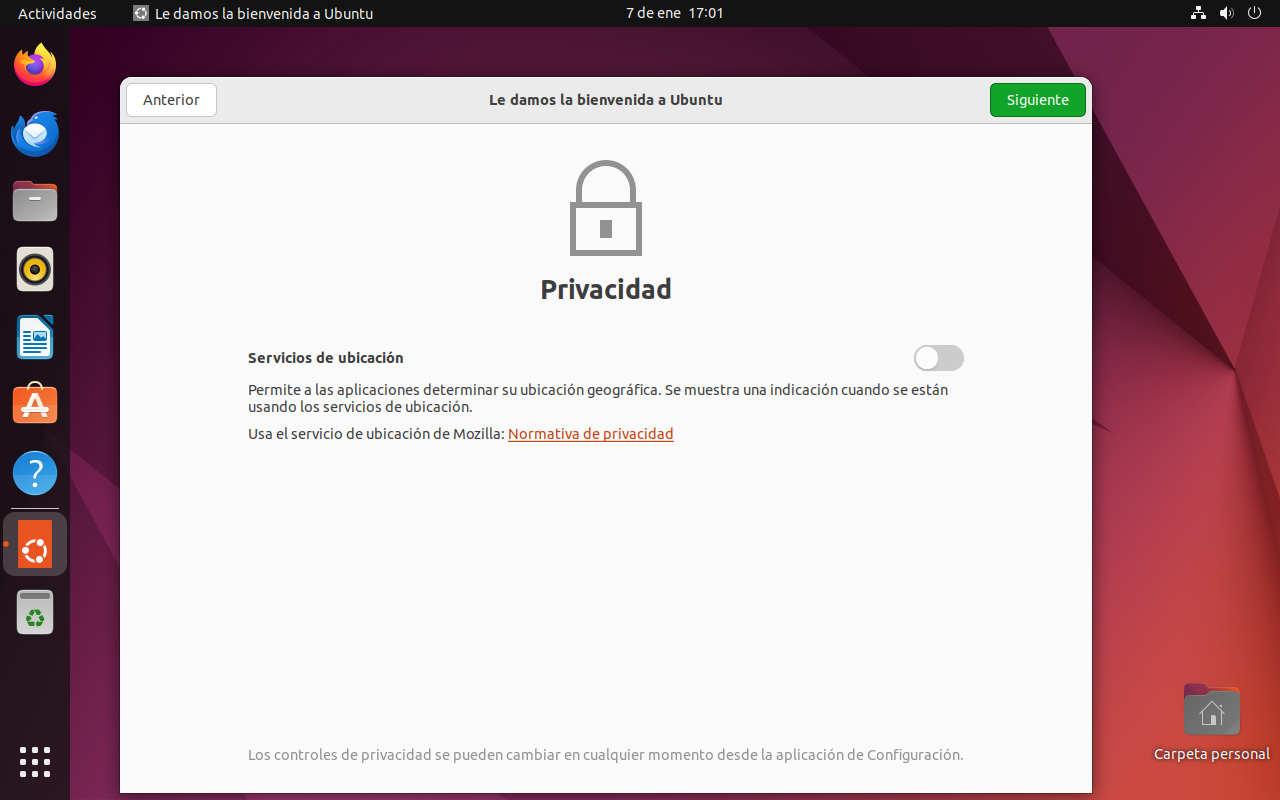 Actividades
Le damos la bienvenida a Ubuntu
7 de ene 17:01
Anterior
Le damos la bienvenida a Ubuntu
Siguiente
Privacidad
Servicios de ubicación
Permite a las aplicaciones determinar su ubicación geográfica. Se muestra una indicación cuando se están
usando los servicios de ubicación.
Usa el servicio de ubicación de Mozilla: Normativa de privacidad
Los controles de privacidad se pueden cambiar en cualquier momento desde la aplicación de Configuración.
Carpeta personal